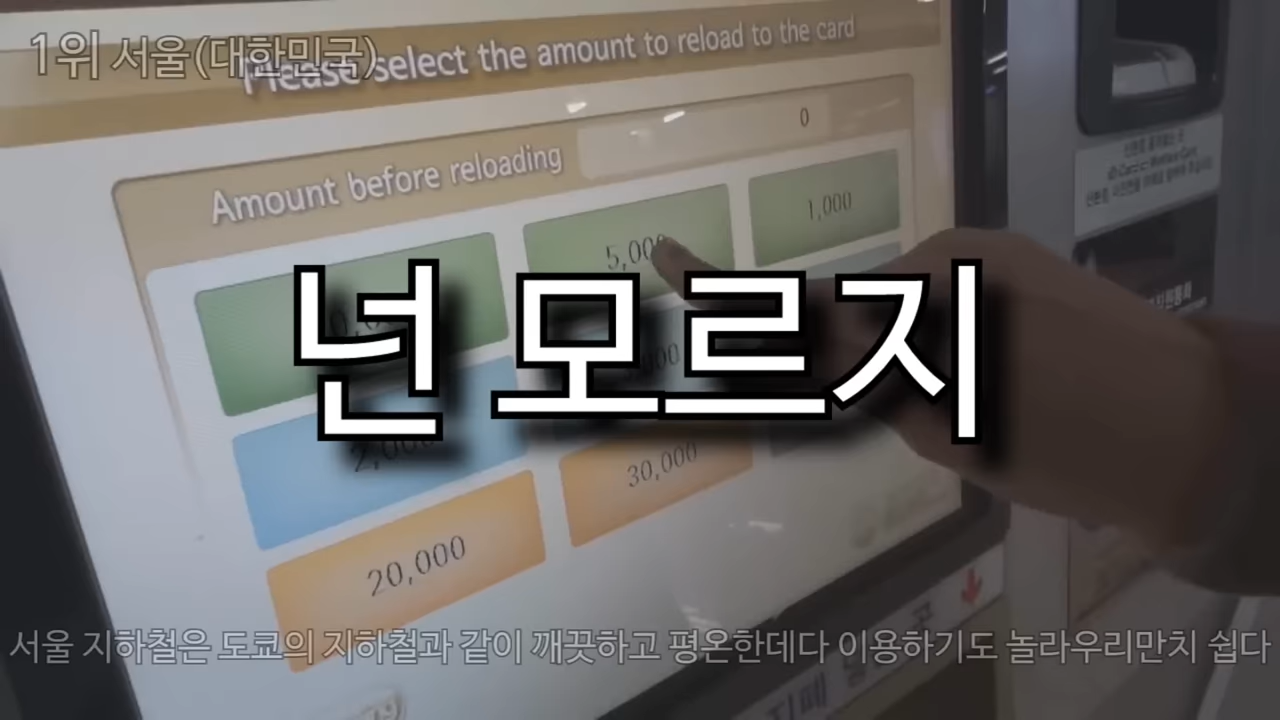 1위 서울(대한민국)
Please select the amount to reload to the card
Amount before reloading 0
5,000 1,000
넌 모르지
2,000 30,000
20,000
서울 지하철은 도쿄의 지하철과 같이 깨끗하고 평온한데다 이용하기도 놀라우리만치 쉽다